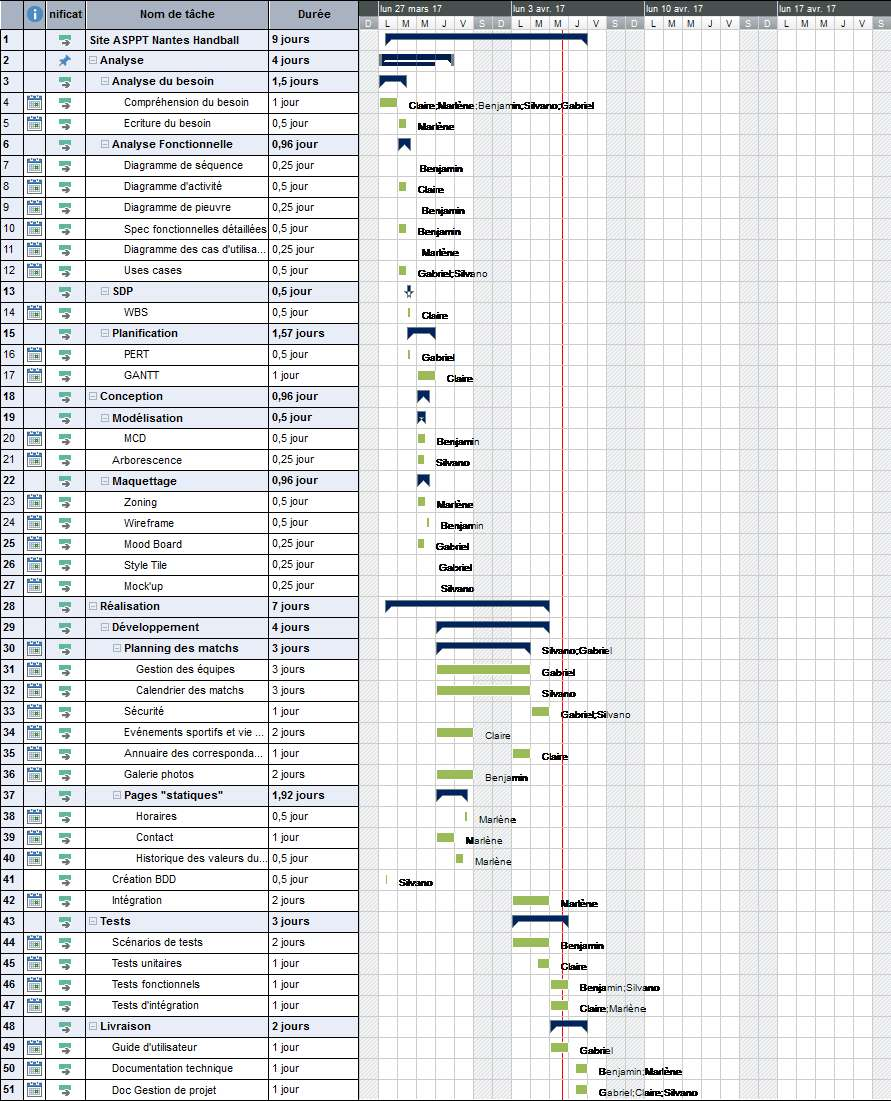 nificat Nom de tâche Durée lun 27 mars 17 lun 3 avr. 17 lun 10 avr. 17 lun 17 avr. 17
D L M M J V S D L M M J V S D L M M J V S D L M M J V S
1 Site ASPPT Nantes Handball 9 jours
2 Analyse 4 jours
3 Analyse du besoin 1,5 jours
4 Compréhension du besoin 1 jour Claire;Marlène;Benjamin;Silvano;Gabriel
5 Ecriture du besoin 0,5 jour Marlène
6 Analyse Fonctionnelle 0,96 jour
7 Diagramme de séquence 0,25 jour Benjamin
8 Diagramme d'activité 0,5 jour Claire
9 Diagramme de pieuvre 0,25 jour Benjamin
10 Spec fonctionnelles détaillées 0,5 jour Benjamin
11 Diagramme des cas d'utilisa... 0,25 jour Marlène
12 Uses cases 0,5 jour Gabriel;Silvano
13 SDP 0,5 jour
14 WBS 0,5 jour Claire
15 Planification 1,57 jours
16 PERT 0,5 jour Gabriel
17 GANTT 1 jour Claire
18 Conception 0,96 jour
19 Modélisation 0,5 jour
20 MCD 0,5 jour Benjamin
21 Arborescence 0,25 jour Silvano
22 Maquettage 0,96 jour
23 Zoning 0,5 jour Marlène
24 Wireframe 0,5 jour Benjamin
25 Mood Board 0,25 jour Gabriel
26 Style Tile 0,25 jour Gabriel
27 Mock'up 0,25 jour Silvano
28 Réalisation 7 jours
29 Développement 4 jours
30 Planning des matchs 3 jours Silvano;Gabriel
31 Gestion des équipes 3 jours Gabriel
32 Calendrier des matchs 3 jours Silvano
33 Sécurité 1 jour Gabriel;Silvano
34 Evénements sportifs et vie ... 2 jours Claire
35 Annuaire des corresponda... 1 jour Claire
36 Galerie photos 2 jours Benjamin
37 Pages "statiques" 1,92 jours
38 Horaires 0,5 jour Marlène
39 Contact 1 jour Marlène
40 Historique des valeurs du... 0,5 jour Marlène
41 Création BDD 0,5 jour Silvano
42 Intégration 2 jours Marlène
43 Tests 3 jours
44 Scénarios de tests 2 jours Benjamin
45 Tests unitaires 1 jour Claire
46 Tests fonctionnels 1 jour Benjamin;Silvano
47 Tests d'intégration 1 jour Claire;Marlène
48 Livraison 2 jours
49 Guide d'utilisateur 1 jour Gabriel
50 Documentation technique 1 jour Benjamin;Marlène
51 Doc Gestion de projet 1 jour Gabriel;Claire;Silvano